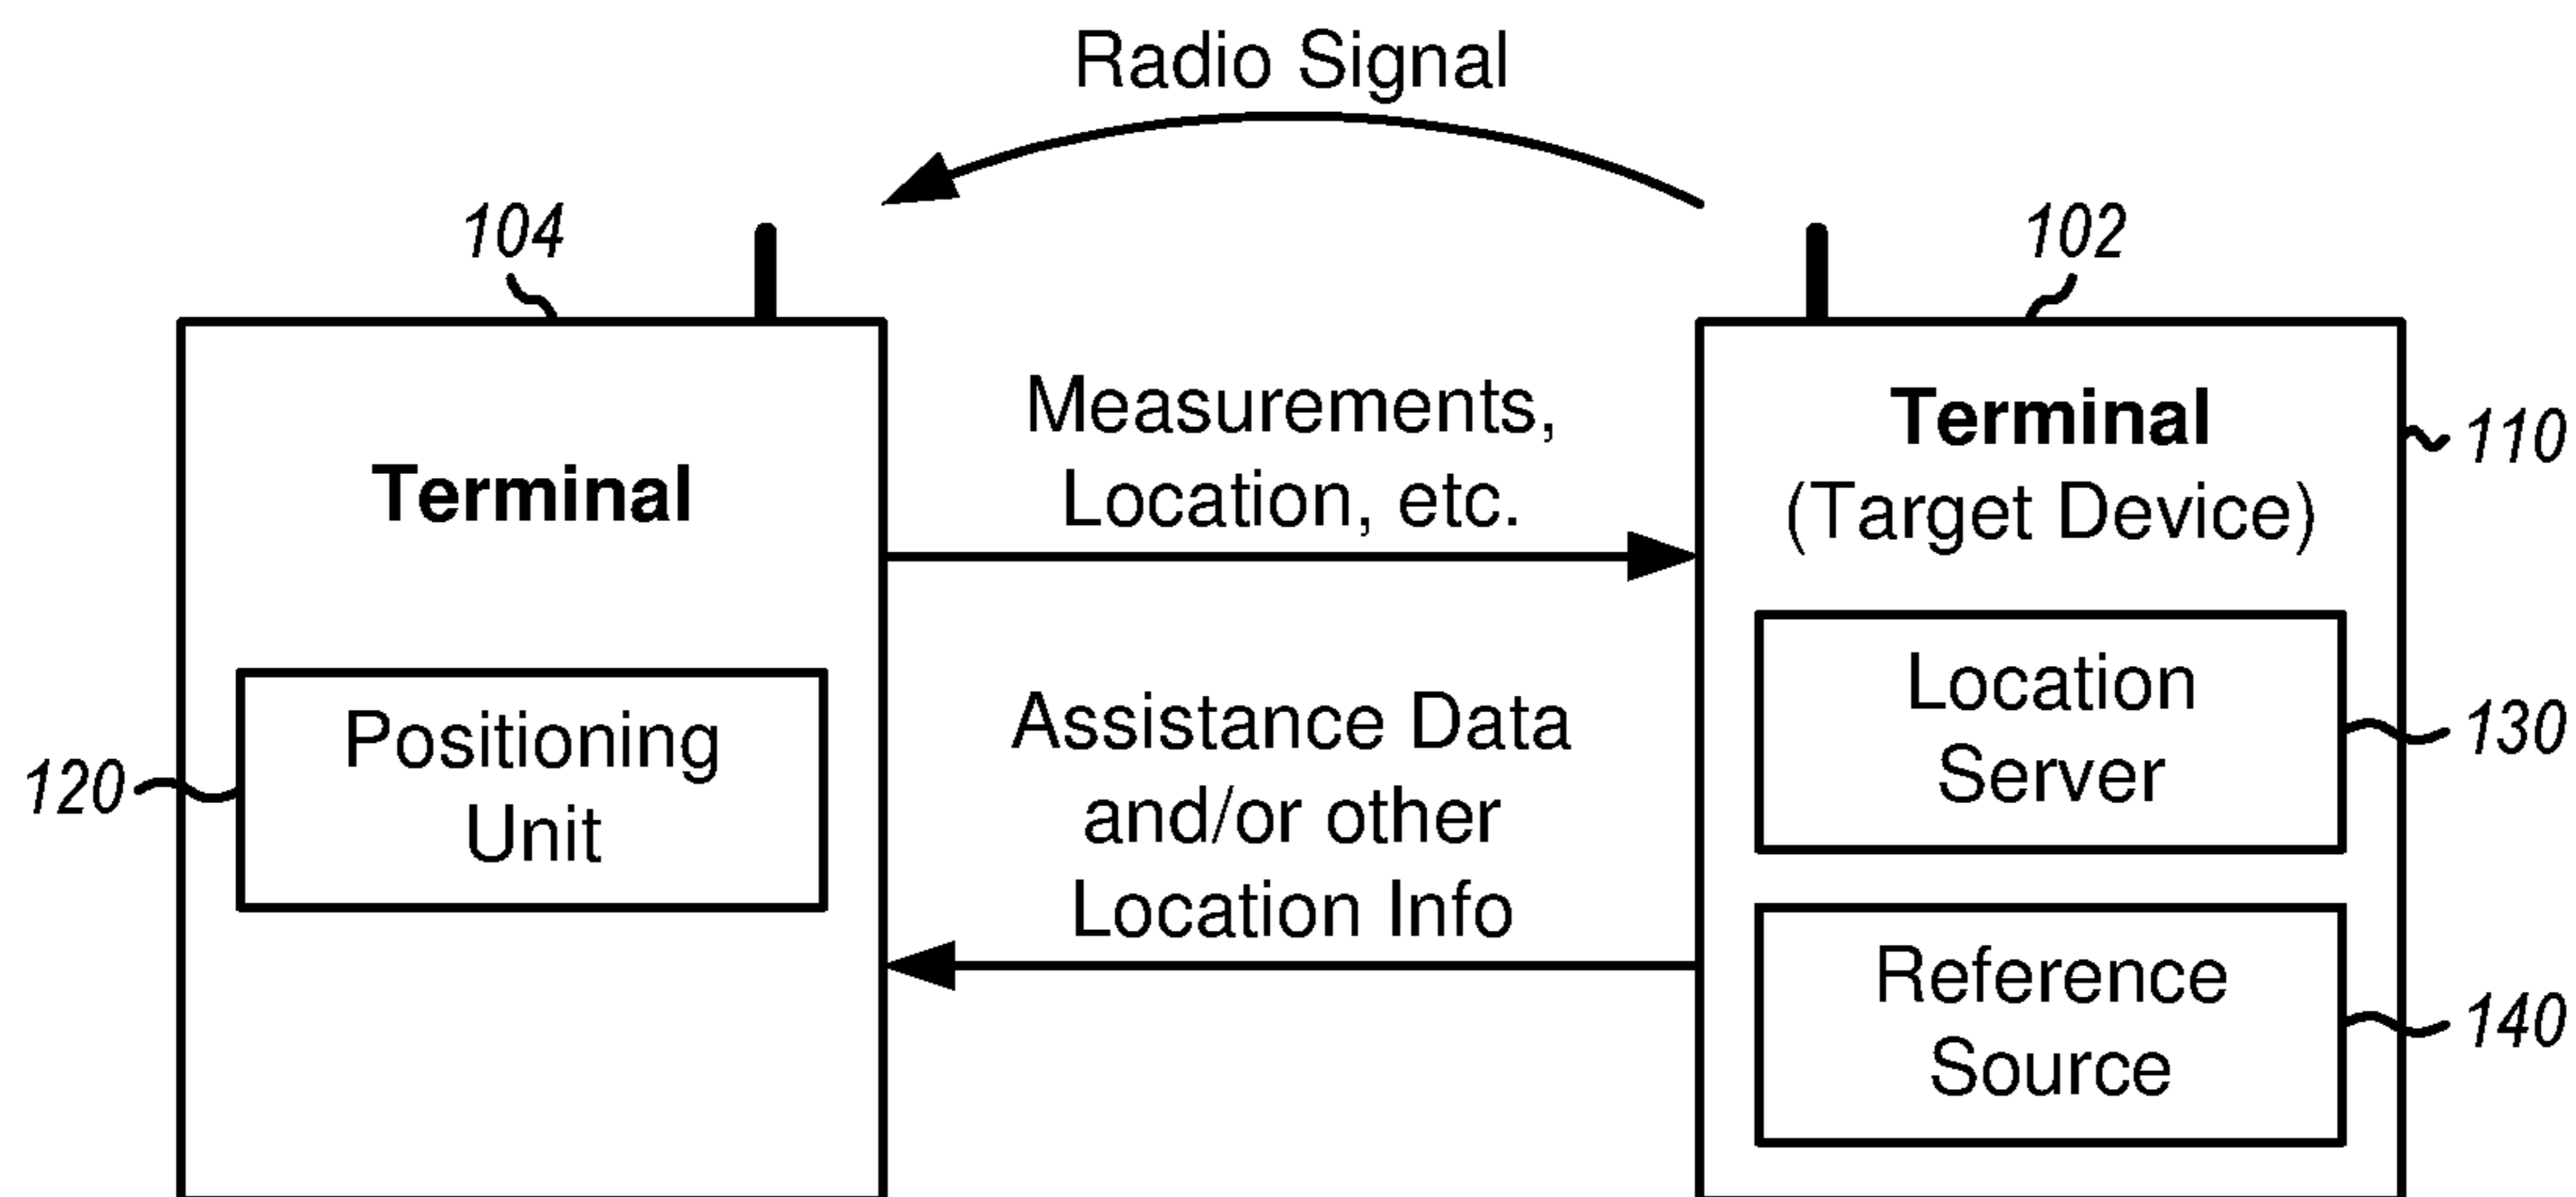 Radio Signal
104
102
Terminal
Measurements,
Location, etc.
Terminal
(Target Device)
110
Positioning
Unit
120
Assistance Data
and/or other
Location Info
Location
Server
130
Reference
Source
140